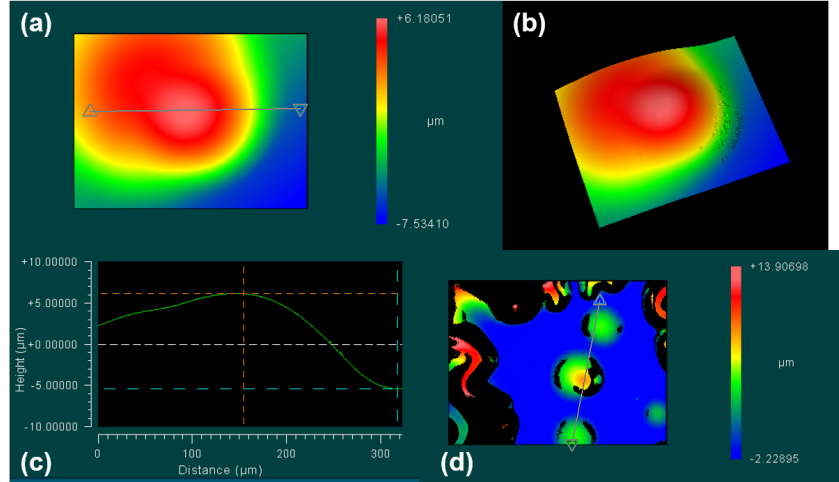 (a)
+6.18051
µm
-7.53410
(b)
+10.00000
+5.00000
+0.00000
-5.00000
-10.00000
Height (µm)
0
100
200
300
Distance (µm)
(c)
+13.90698
µm
-2.22895
(d)